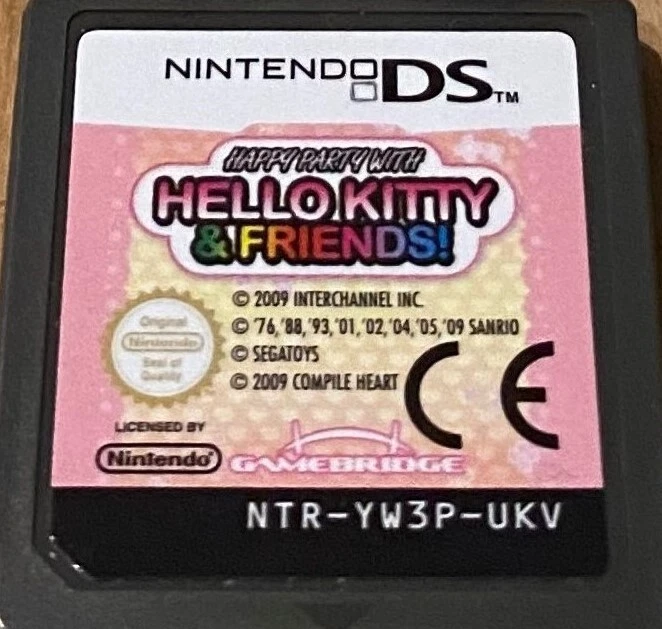 NINTENDO DS™
HAPPY PARTY WITH
HELLO KITTY
& FRIENDS!
© 2009 INTERCHANNEL INC.
© '76,'88,'93,'01,'02,'04,'05,'09 SANRIO
© SEGATOYS
© 2009 COMPILE HEART
CE
Original
Nintendo
Seal of
Quality
LICENSED BY
Nintendo®
GAMEBRIDGE
NTR-YW3P-UKV